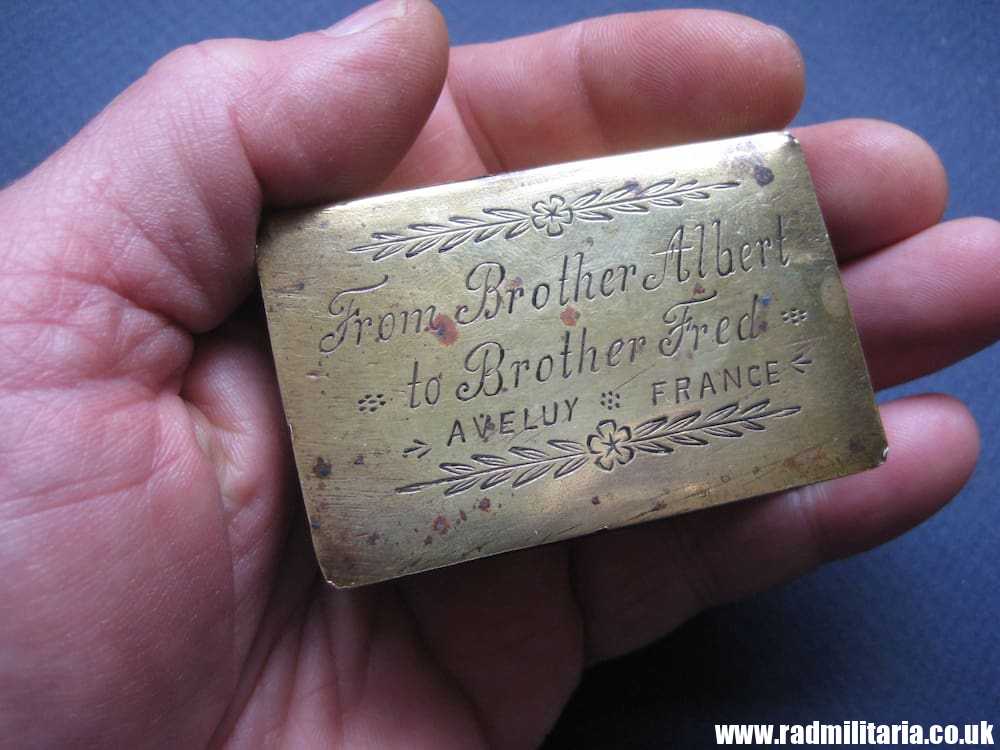 From Brother Albert
to Brother Fred
AVELUY FRANCE
www.radmilitaria.co.uk